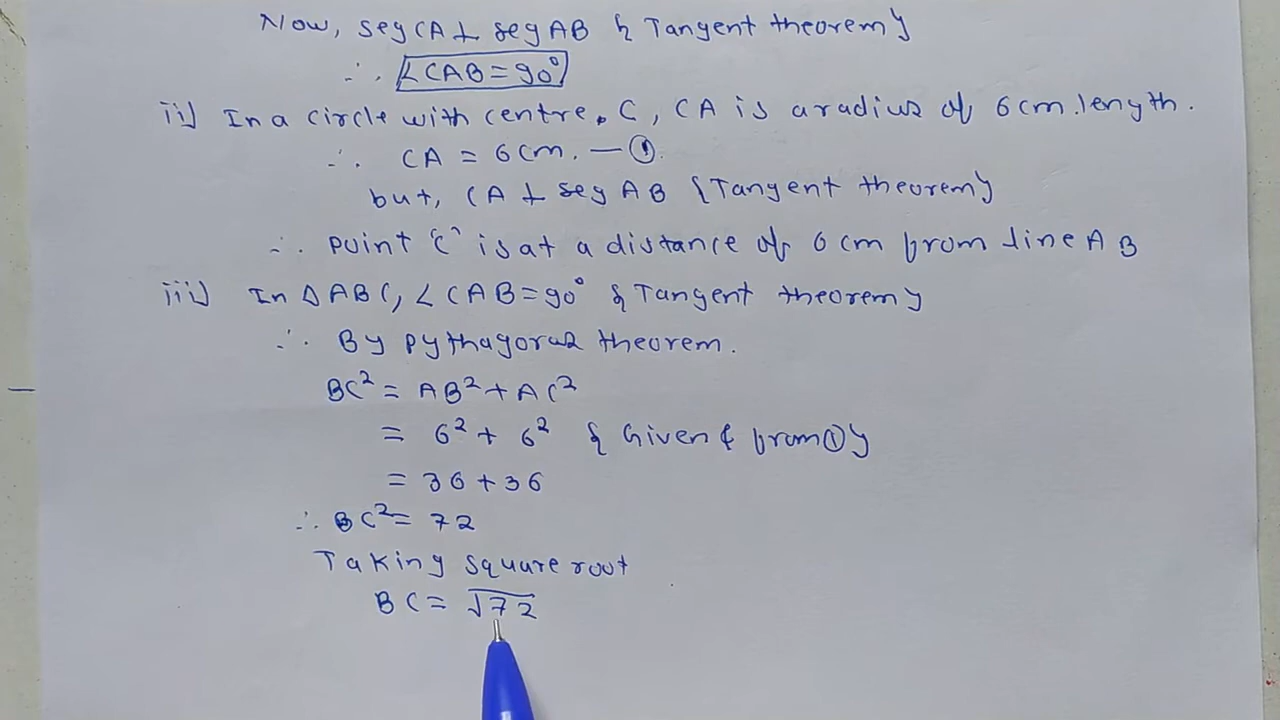 Now, seg CA ⊥ seg AB { Tangent theorem }
∴ ∠CAB = 90°
ii) In a circle with centre C, CA is a radius of 6 cm. length.
∴ CA = 6 cm. — ①
but, CA ⊥ seg AB { Tangent theorem }
∴ point 'C' is at a distance of 6 cm from line AB
iii) In △ABC, ∠CAB = 90° { Tangent theorem }
∴ By pythagoras theorem.
BC² = AB² + AC²
= 6² + 6² { Given & from ① }
= 36 + 36
∴ BC² = 72
Taking square root
BC = √72